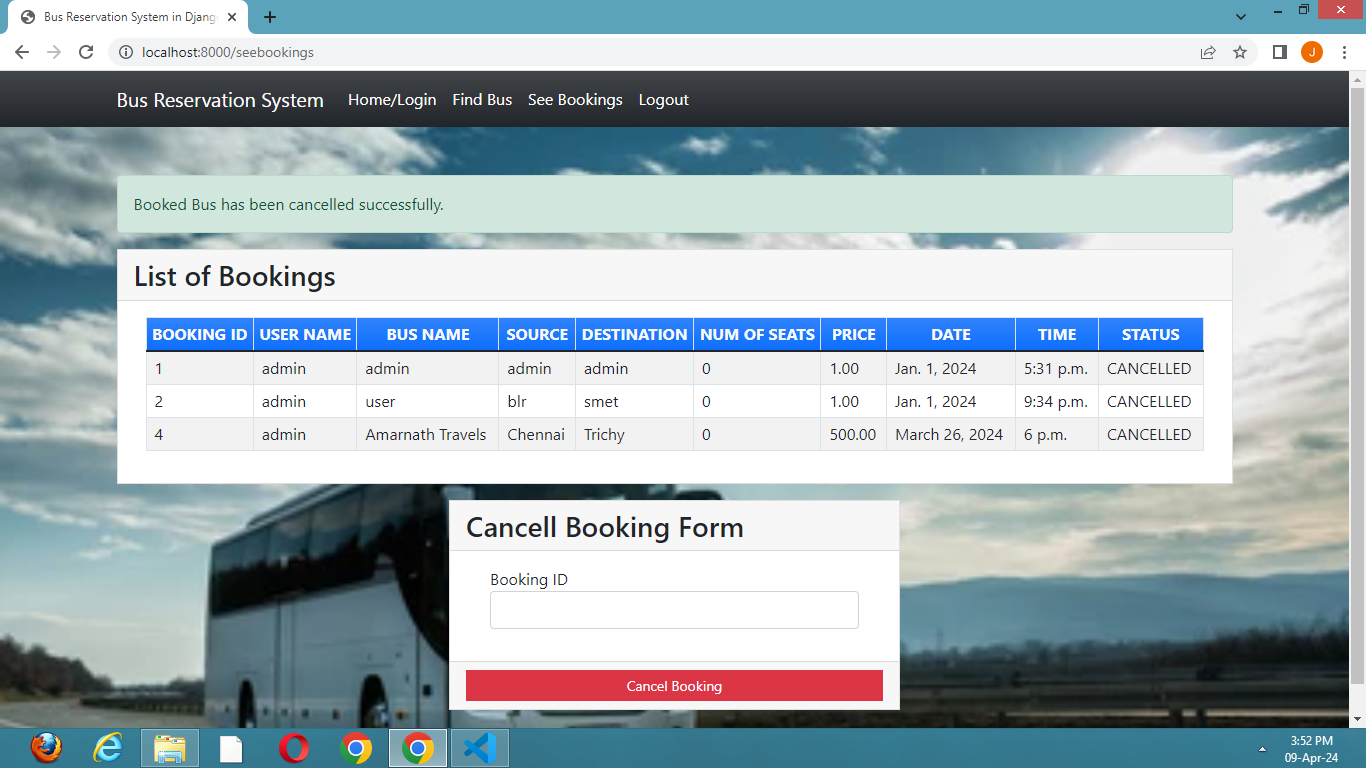 Bus Reservation System in Djang
localhost:8000/seebookings
J
Bus Reservation System Home/Login Find Bus See Bookings Logout
Booked Bus has been cancelled successfully.
List of Bookings
BOOKING ID USER NAME BUS NAME SOURCE DESTINATION NUM OF SEATS PRICE DATE TIME STATUS
1 admin admin admin admin 0 1.00 Jan. 1, 2024 5:31 p.m. CANCELLED
2 admin user blr smet 0 1.00 Jan. 1, 2024 9:34 p.m. CANCELLED
4 admin Amarnath Travels Chennai Trichy 0 500.00 March 26, 2024 6 p.m. CANCELLED
Cancell Booking Form
Booking ID
Cancel Booking
3:52 PM
09-Apr-24